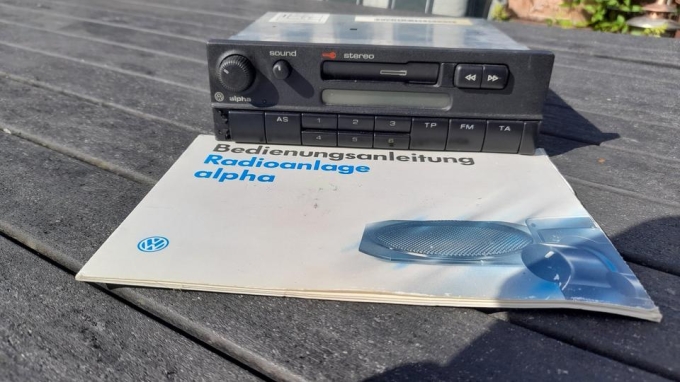 sound
stereo
alpha
AS 1 2 3 TP FM TA
4 5 6
Bedienungsanleitung
Radioanlage
alpha